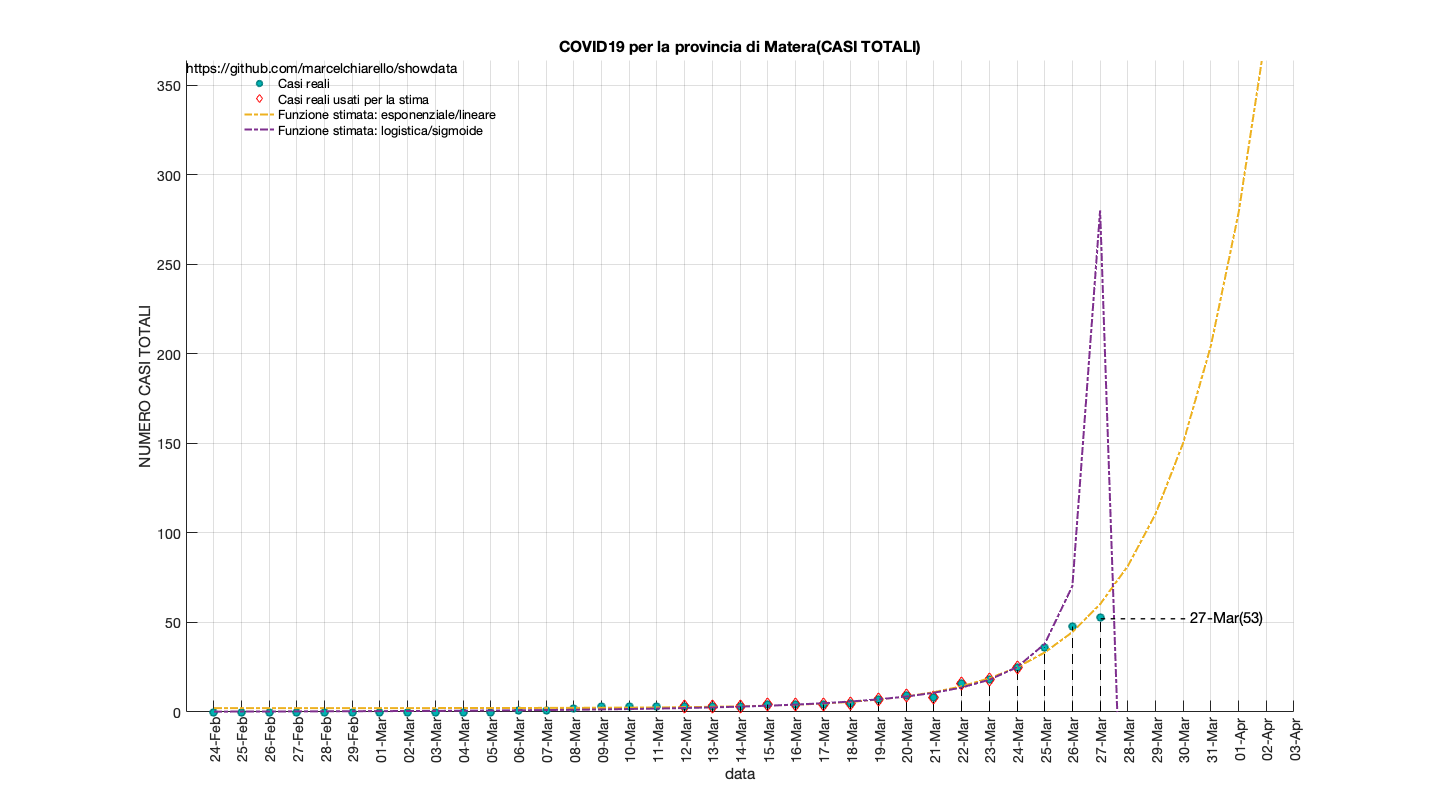 COVID19 per la provincia di Matera(CASI TOTALI)
https://github.com/marcelchiarello/showdata
Casi reali
Casi reali usati per la stima
Funzione stimata: esponenziale/lineare
Funzione stimata: logistica/sigmoide
350
300
250
200
150
100
50
0
NUMERO CASI TOTALI
27-Mar(53)
24-Feb
25-Feb
26-Feb
27-Feb
28-Feb
29-Feb
01-Mar
02-Mar
03-Mar
04-Mar
05-Mar
06-Mar
07-Mar
08-Mar
09-Mar
10-Mar
11-Mar
12-Mar
13-Mar
14-Mar
15-Mar
16-Mar
17-Mar
18-Mar
19-Mar
20-Mar
21-Mar
22-Mar
23-Mar
24-Mar
25-Mar
26-Mar
27-Mar
28-Mar
29-Mar
30-Mar
31-Mar
01-Apr
02-Apr
03-Apr
data